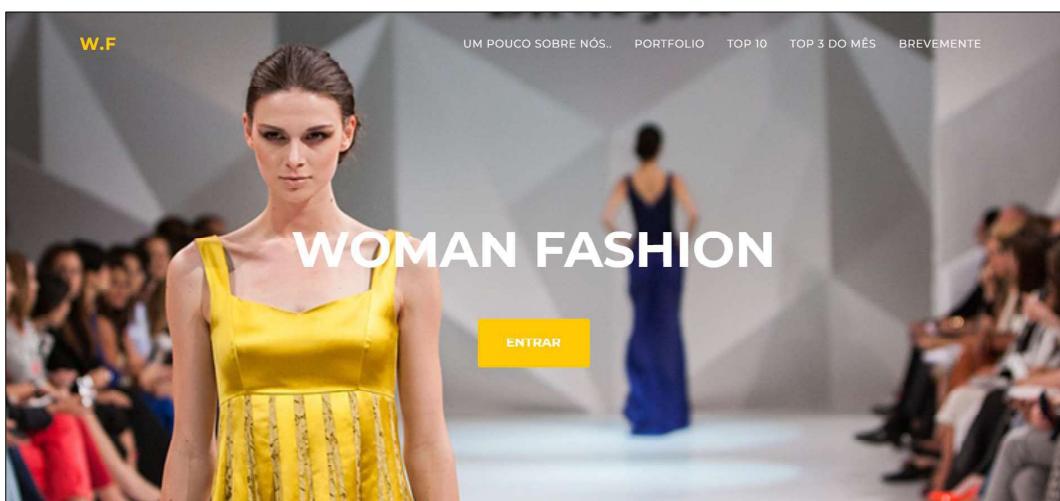 W.F
UM POUCO SOBRE NÓS.. PORTFOLIO TOP 10 TOP 3 DO MÊS BREVEMENTE
WOMAN FASHION
ENTRAR